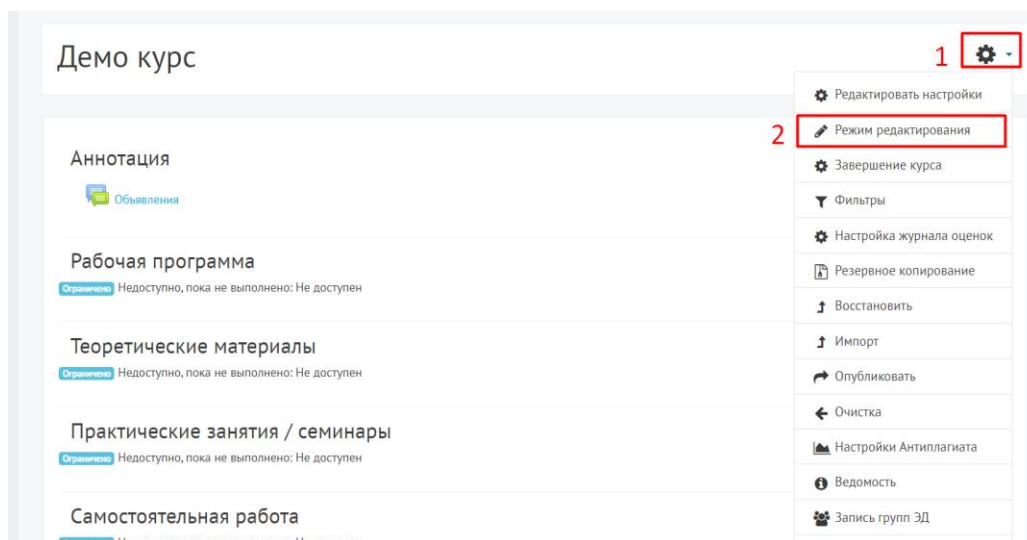 Демо курс
1
Редактировать настройки
2
Режим редактирования
Аннотация
Завершение курса
Объявления
Фильтры
Настройка журнала оценок
Рабочая программа
Ограничено Недоступно, пока не выполнено: Не доступен
Резервное копирование
Восстановить
Теоретические материалы
Ограничено Недоступно, пока не выполнено: Не доступен
Импорт
Опубликовать
Очистка
Практические занятия / семинары
Ограничено Недоступно, пока не выполнено: Не доступен
Настройки Антиплагиата
Ведомость
Самостоятельная работа
Запись групп ЭД